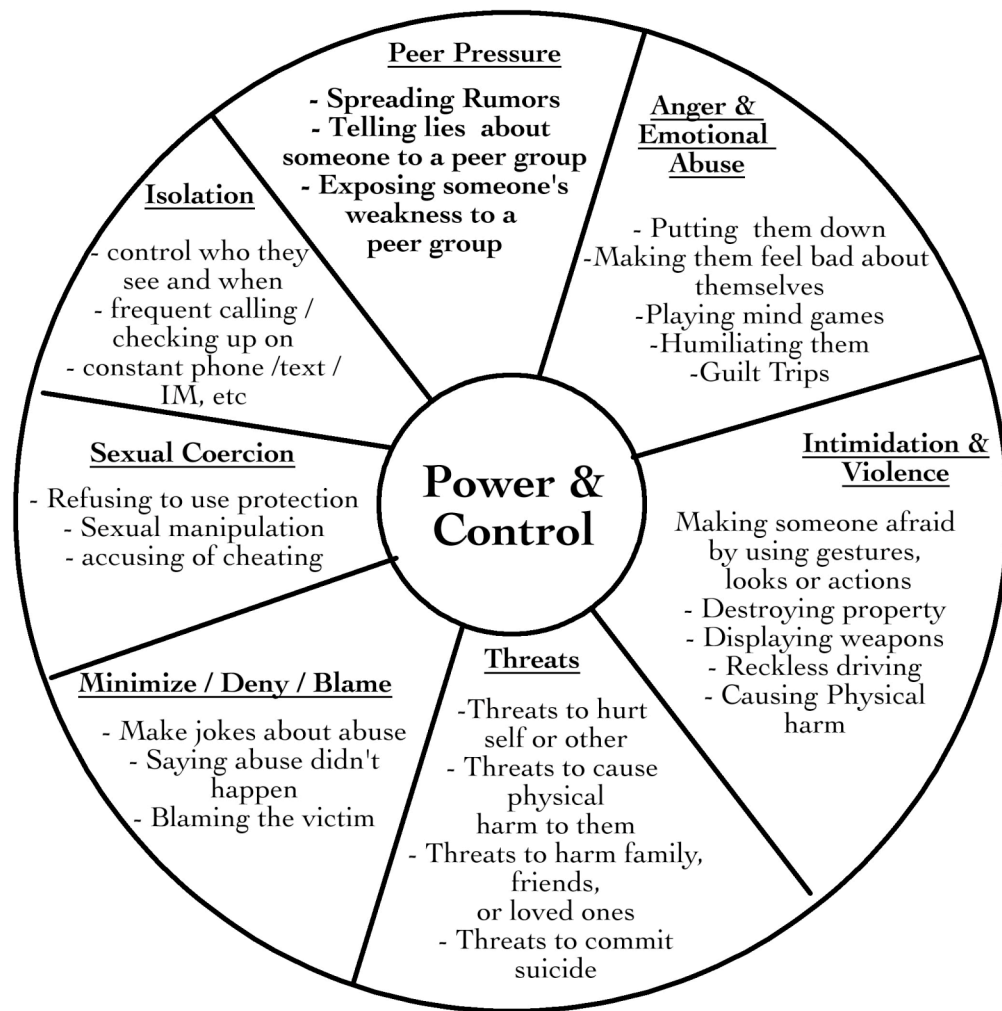 Peer Pressure
- Spreading Rumors
- Telling lies about
someone to a peer group
- Exposing someone's
weakness to a
peer group
Anger &
Emotional
Abuse
- Putting them down
-Making them feel bad about
themselves
-Playing mind games
-Humiliating them
-Guilt Trips
Intimidation &
Violence
Making someone afraid
by using gestures,
looks or actions
- Destroying property
- Displaying weapons
- Reckless driving
- Causing Physical
harm
Threats
-Threats to hurt
self or other
- Threats to cause
physical
harm to them
- Threats to harm family,
friends,
or loved ones
- Threats to commit
suicide
Minimize / Deny / Blame
- Make jokes about abuse
- Saying abuse didn't
happen
- Blaming the victim
Sexual Coercion
- Refusing to use protection
- Sexual manipulation
- accusing of cheating
Isolation
- control who they
see and when
- frequent calling /
checking up on
- constant phone /text /
IM, etc
Power &
Control